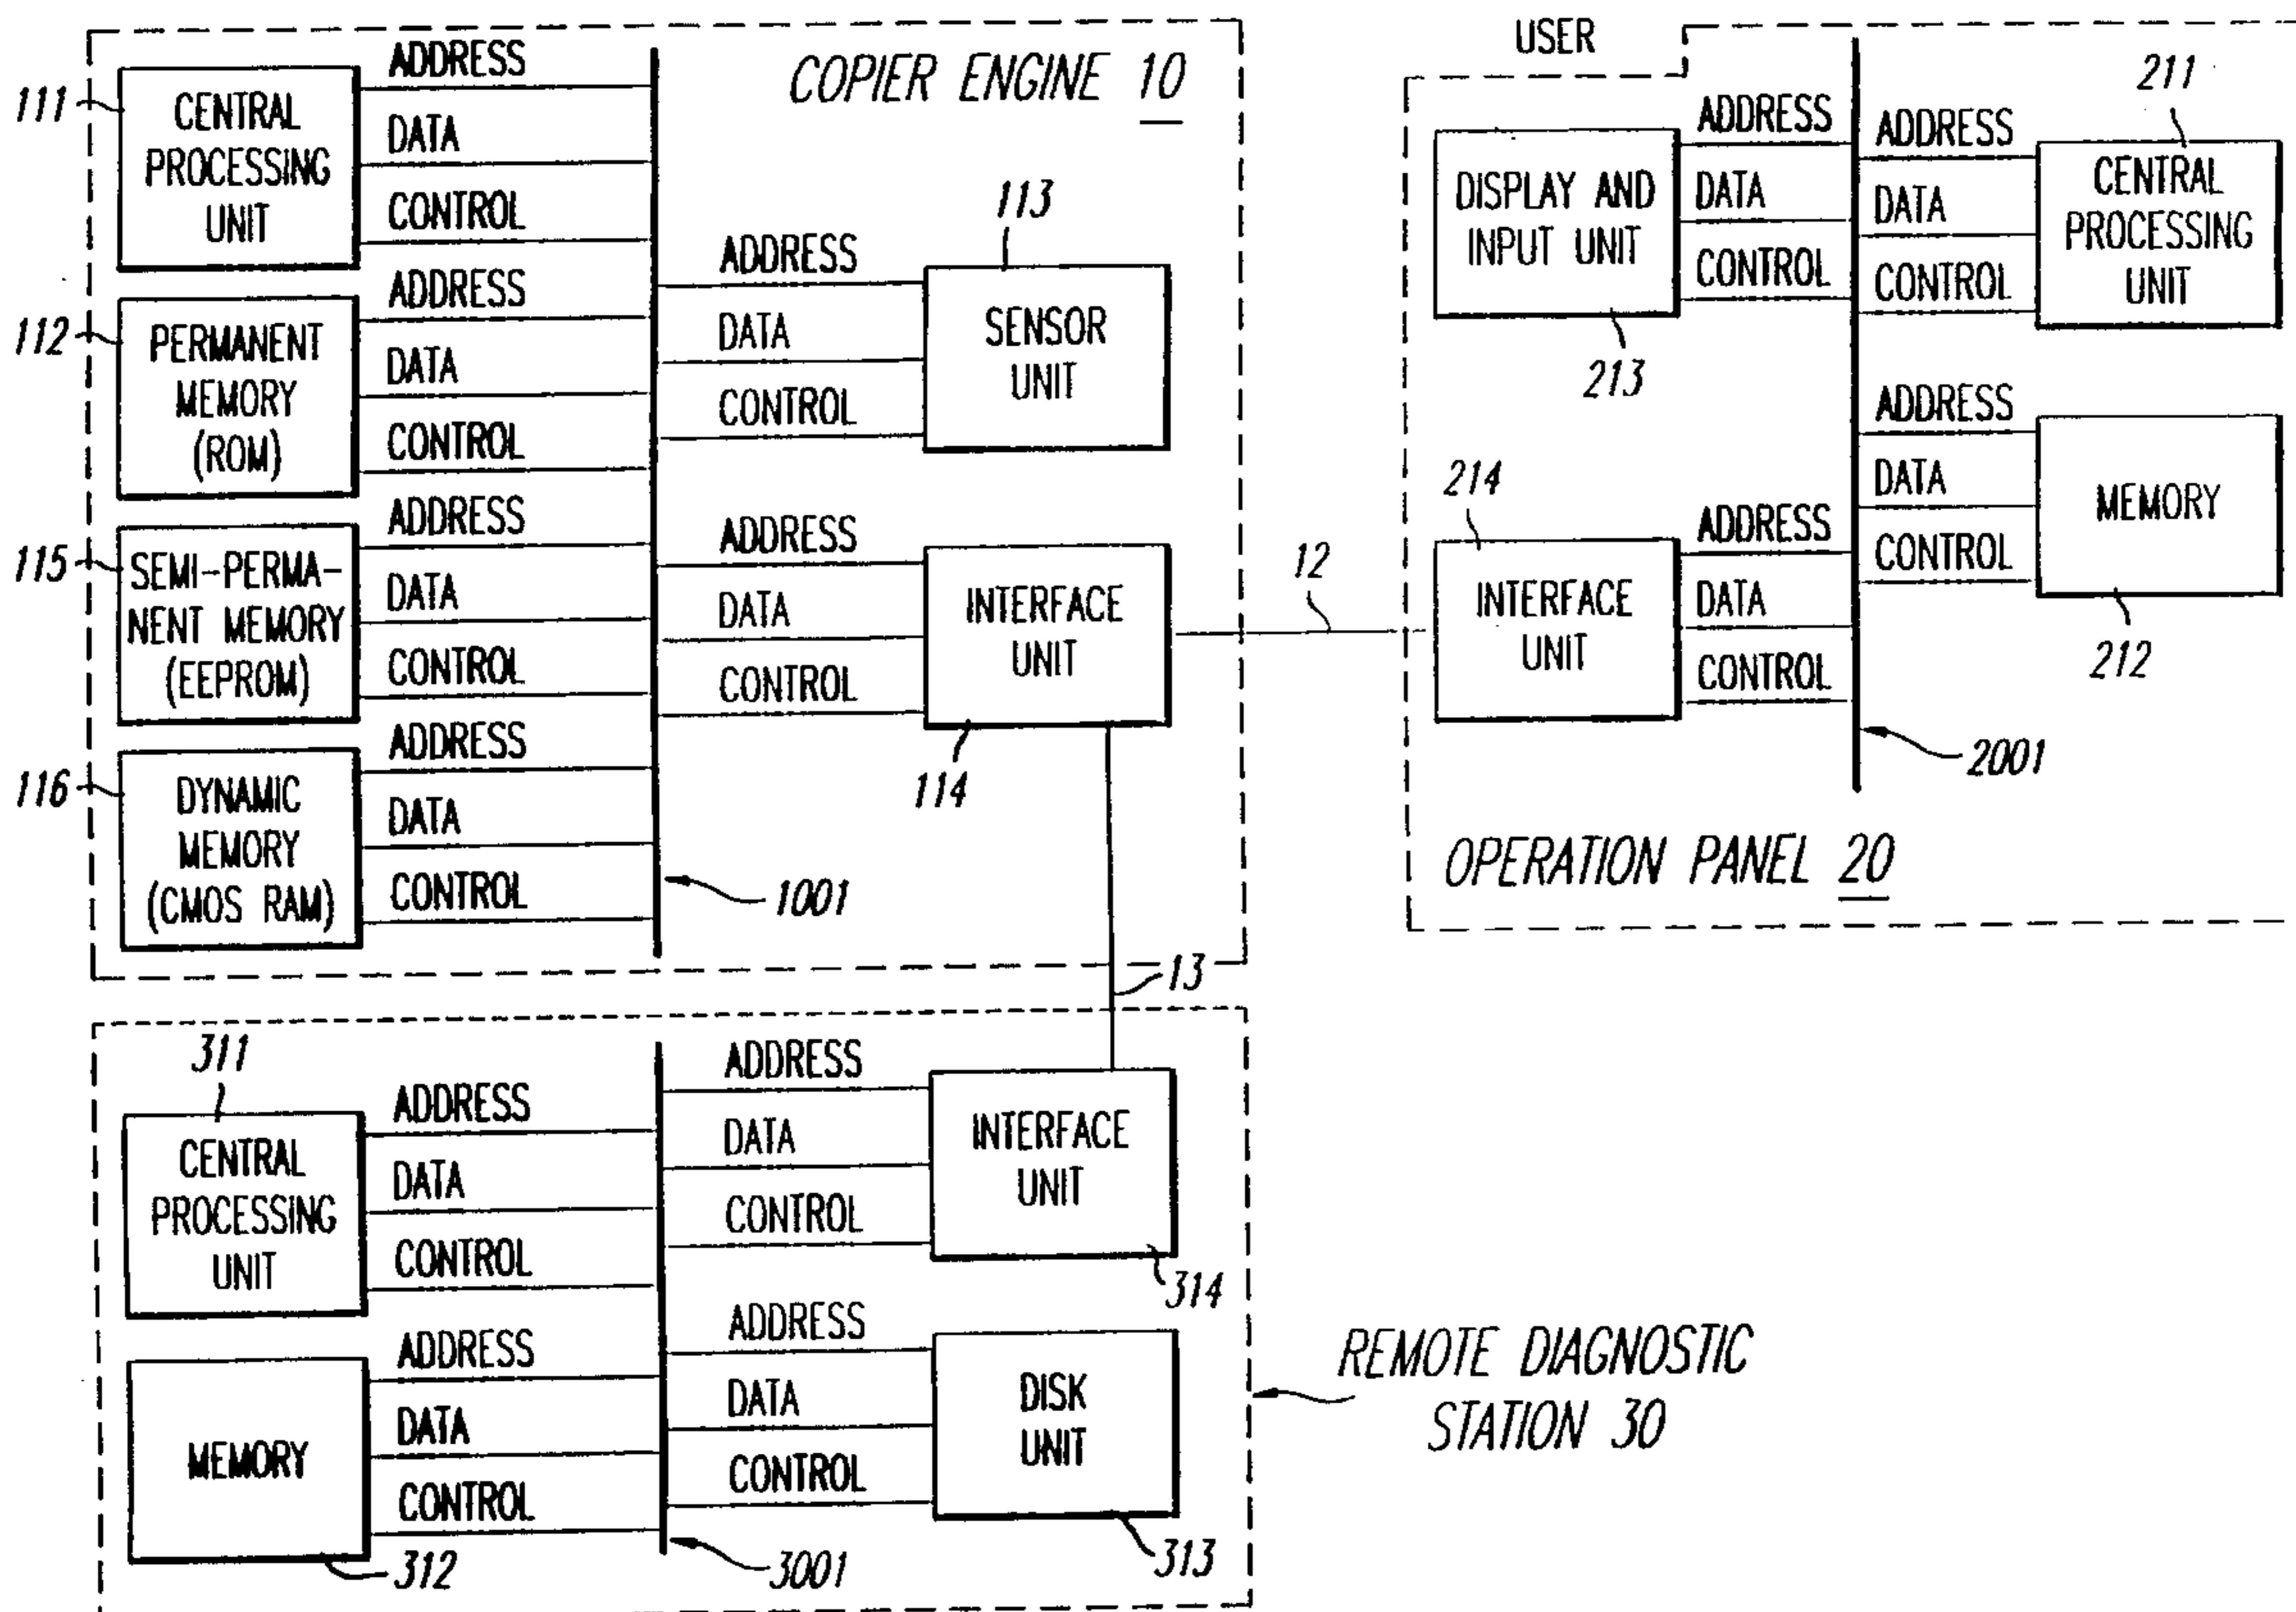 COPIER ENGINE 10
111
CENTRAL
PROCESSING
UNIT
ADDRESS
DATA
CONTROL
112
PERMANENT
MEMORY
(ROM)
ADDRESS
DATA
CONTROL
115
SEMI-PERMA-
NENT MEMORY
(EEPROM)
ADDRESS
DATA
CONTROL
116
DYNAMIC
MEMORY
(CMOS RAM)
ADDRESS
DATA
CONTROL
1001
113
ADDRESS
DATA
CONTROL
SENSOR
UNIT
ADDRESS
DATA
CONTROL
INTERFACE
UNIT
114
12
13
USER
DISPLAY AND
INPUT UNIT
213
ADDRESS
DATA
CONTROL
211
ADDRESS
DATA
CONTROL
CENTRAL
PROCESSING
UNIT
214
INTERFACE
UNIT
ADDRESS
DATA
CONTROL
ADDRESS
DATA
CONTROL
MEMORY
212
2001
OPERATION PANEL 20
311
CENTRAL
PROCESSING
UNIT
ADDRESS
DATA
CONTROL
MEMORY
312
ADDRESS
DATA
CONTROL
3001
ADDRESS
DATA
CONTROL
INTERFACE
UNIT
314
ADDRESS
DATA
CONTROL
DISK
UNIT
313
REMOTE DIAGNOSTIC
STATION 30